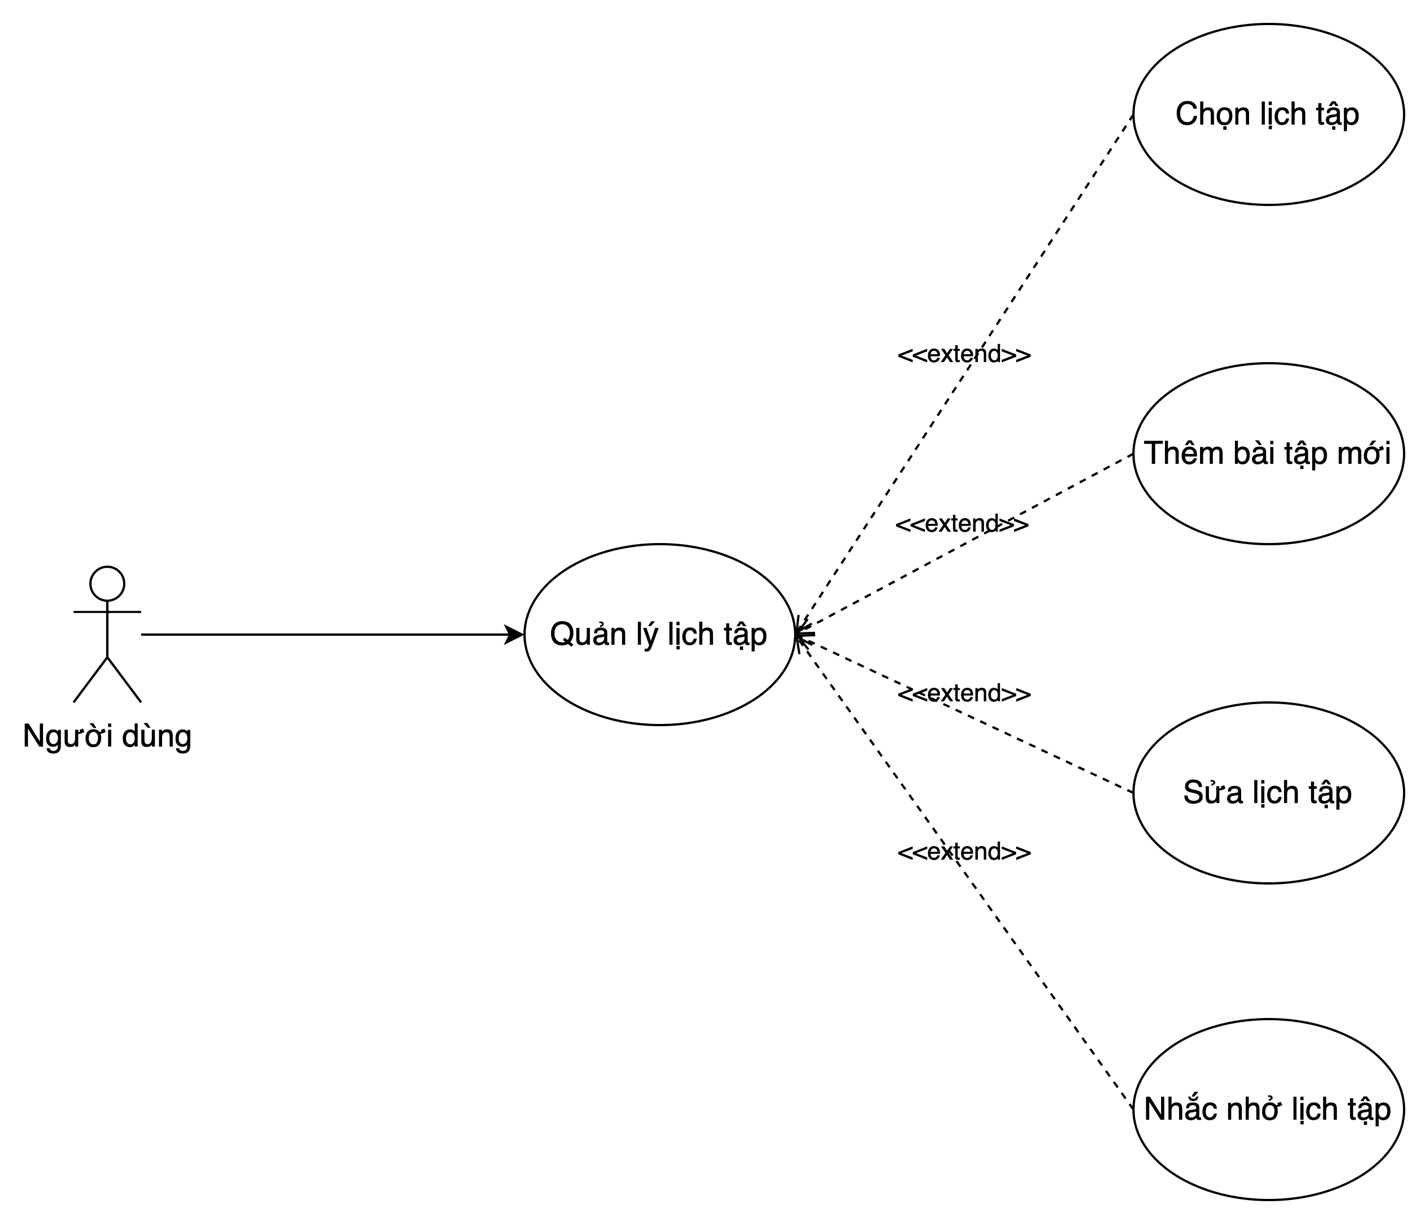 Chọn lịch tập
<<extend>>
Thêm bài tập mới
<<extend>>
Quản lý lịch tập
<<extend>>
Người dùng
Sửa lịch tập
<<extend>>
Nhắc nhở lịch tập